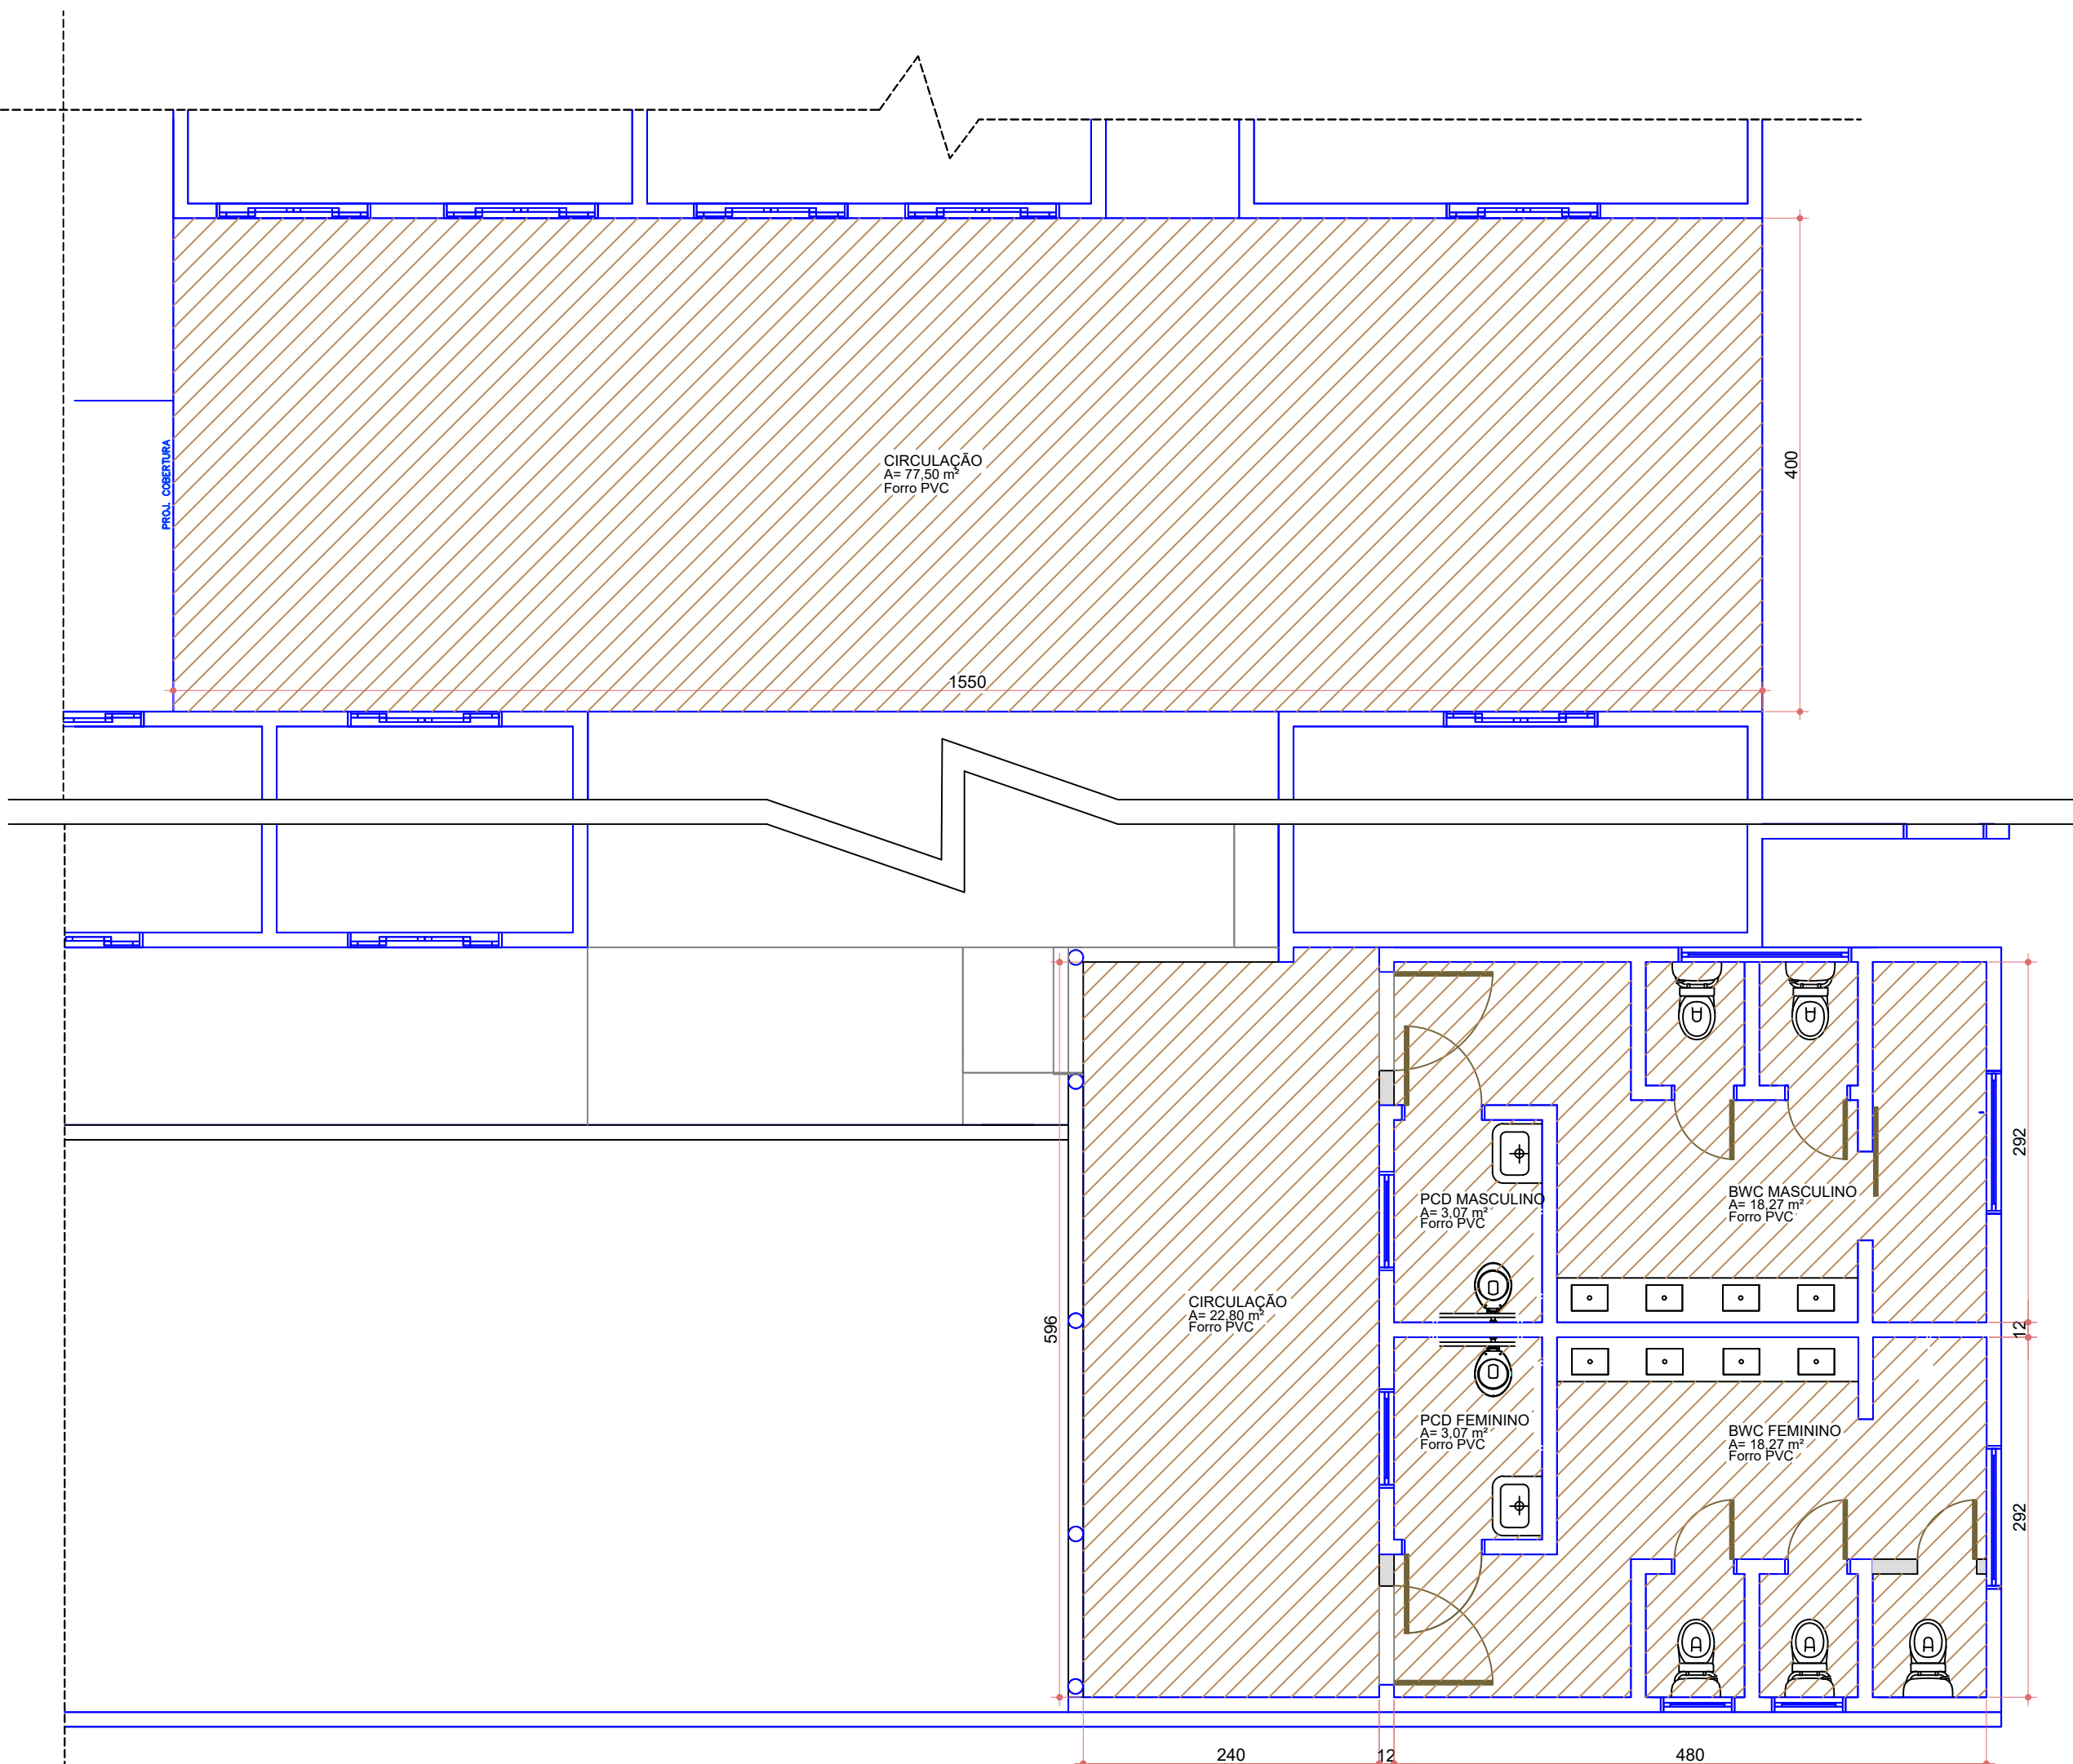 CIRCULAÇÃO
A= 77,50 m²
Forro PVC
400
PROJ. COBERTURA
1550
292
PCD MASCULINO
A= 3,07 m²
Forro PVC
BWC MASCULINO
A= 18,27 m²
Forro PVC
CIRCULAÇÃO
A= 22,80 m²
Forro PVC
596
12
PCD FEMININO
A= 3,07 m²
Forro PVC
BWC FEMININO
A= 18,27 m²
Forro PVC
292
240
12
480